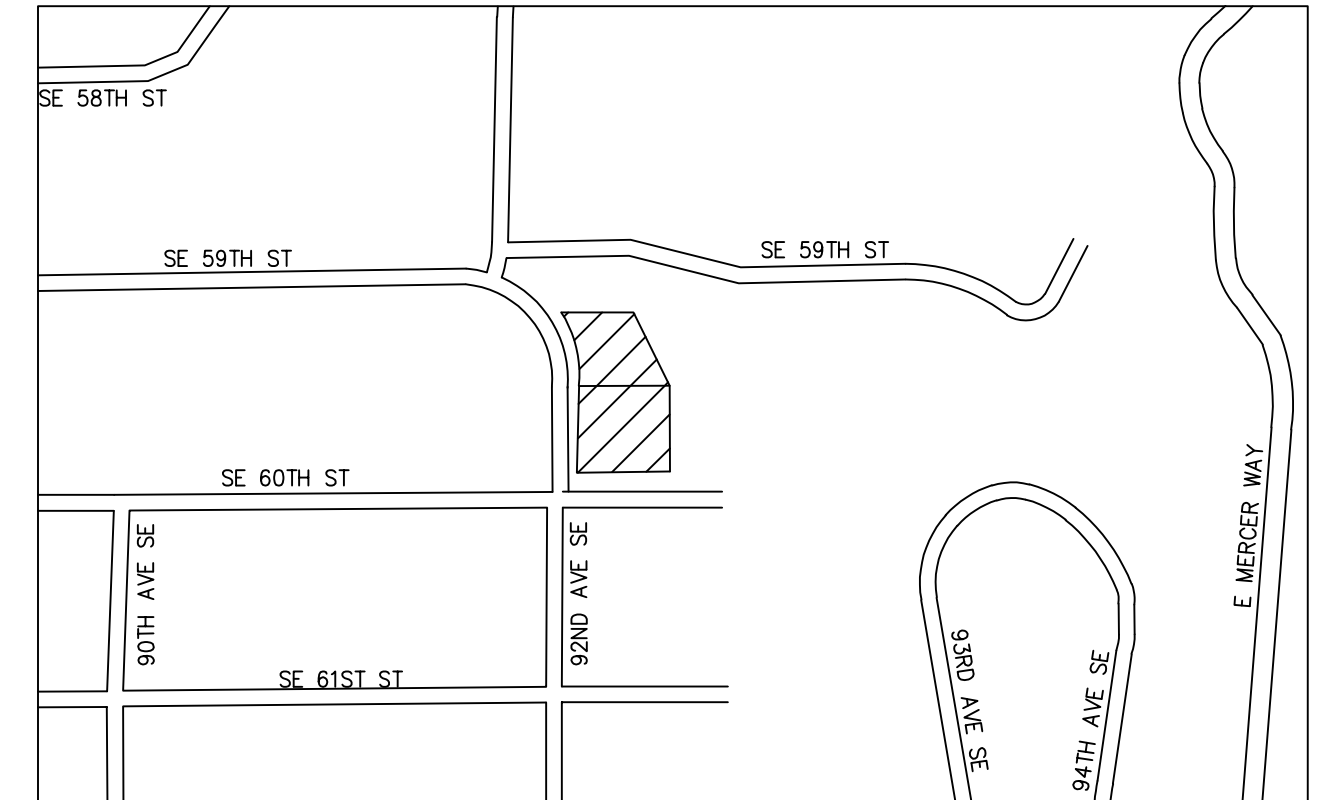 SE 58TH ST
SE 59TH ST
SE 59TH ST
SE 60TH ST
90TH AVE SE
92ND AVE SE
E MERCER WAY
SE 61ST ST
93RD AVE SE
94TH AVE SE